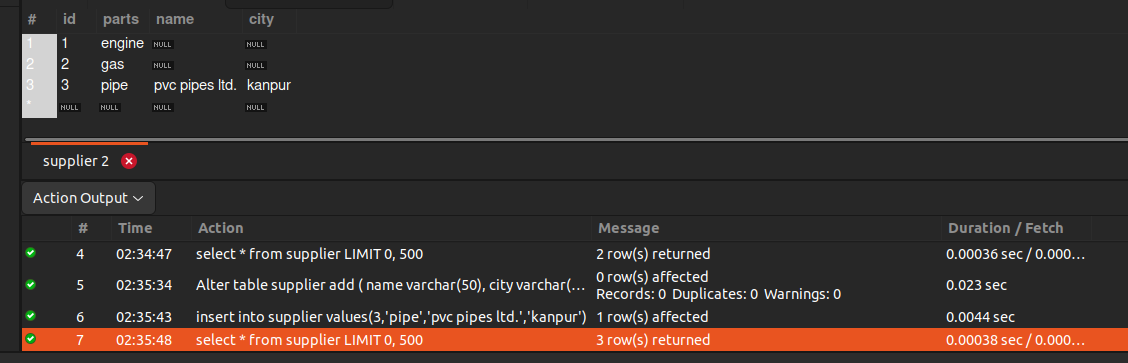 # id parts name city
1 1 engine NULL NULL
2 2 gas NULL NULL
3 3 pipe pvc pipes ltd. kanpur
* NULL NULL NULL NULL
supplier 2
Action Output
# Time Action Message Duration / Fetch
4 02:34:47 select * from supplier LIMIT 0, 500 2 row(s) returned 0.00036 sec / 0.000…
5 02:35:34 Alter table supplier add ( name varchar(50), city varchar(… 0 row(s) affected 0.023 sec
Records: 0 Duplicates: 0 Warnings: 0
6 02:35:43 insert into supplier values(3,'pipe','pvc pipes ltd.','kanpur') 1 row(s) affected 0.0044 sec
7 02:35:48 select * from supplier LIMIT 0, 500 3 row(s) returned 0.00038 sec / 0.000…